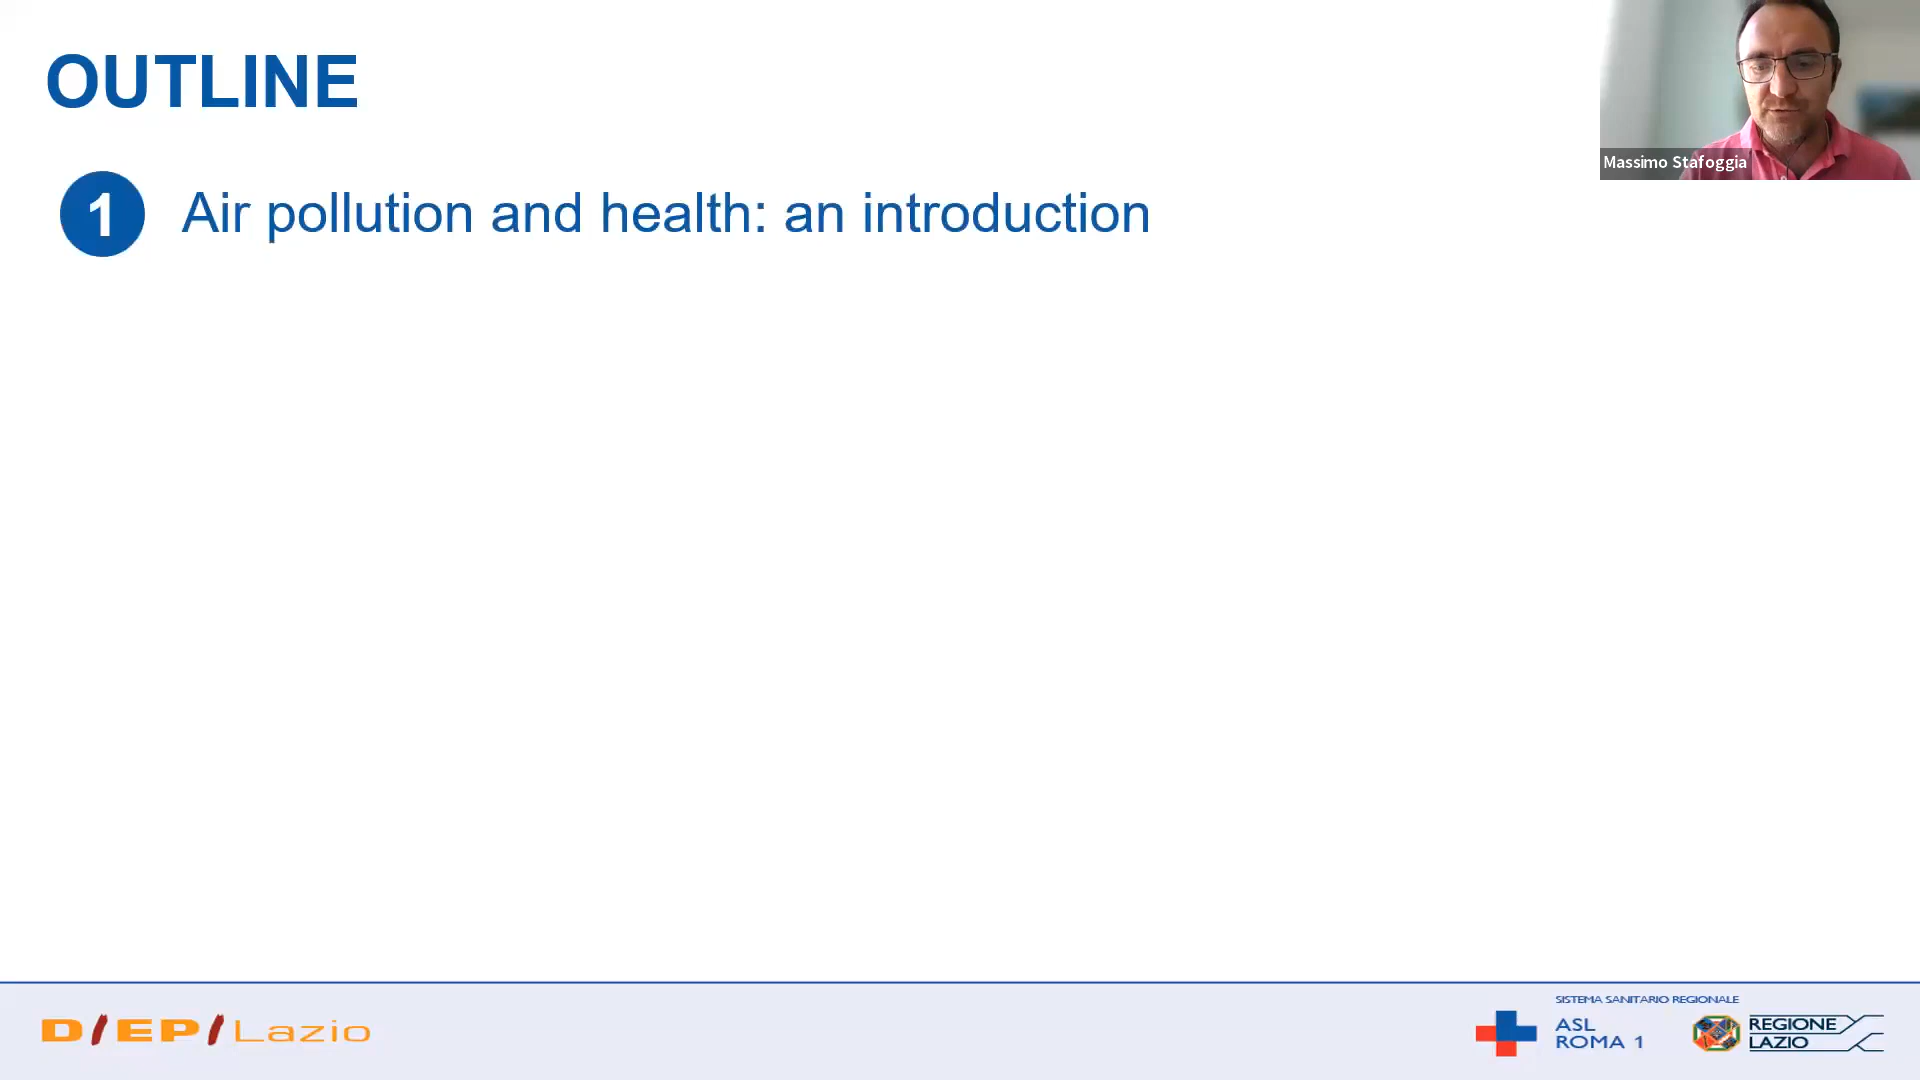 OUTLINE
Massimo Stafoggia
1 Air pollution and health: an introduction
D/EP/Lazio
SISTEMA SANITARIO REGIONALE
ASL
ROMA 1
REGIONE
LAZIO